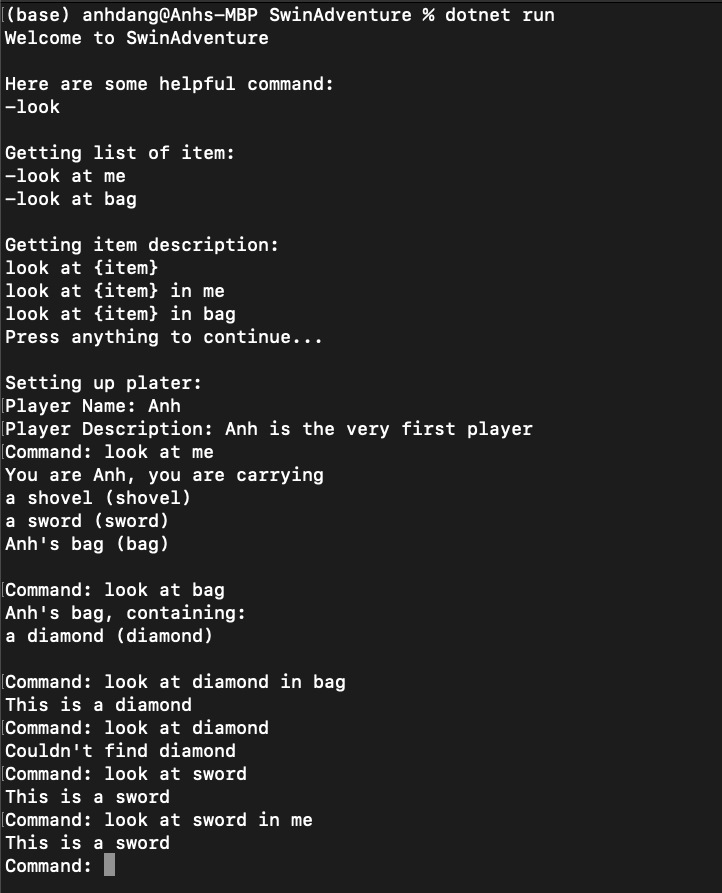 (base) anhdang@Anhs-MBP SwinAdventure % dotnet run
Welcome to SwinAdventure
Here are some helpful command:
-look
Getting list of item:
-look at me
-look at bag
Getting item description:
look at {item}
look at {item} in me
look at {item} in bag
Press anything to continue...
Setting up plater:
Player Name: Anh
Player Description: Anh is the very first player
Command: look at me
You are Anh, you are carrying
a shovel (shovel)
a sword (sword)
Anh's bag (bag)
Command: look at bag
Anh's bag, containing:
a diamond (diamond)
Command: look at diamond in bag
This is a diamond
Command: look at diamond
Couldn't find diamond
Command: look at sword
This is a sword
Command: look at sword in me
This is a sword
Command: